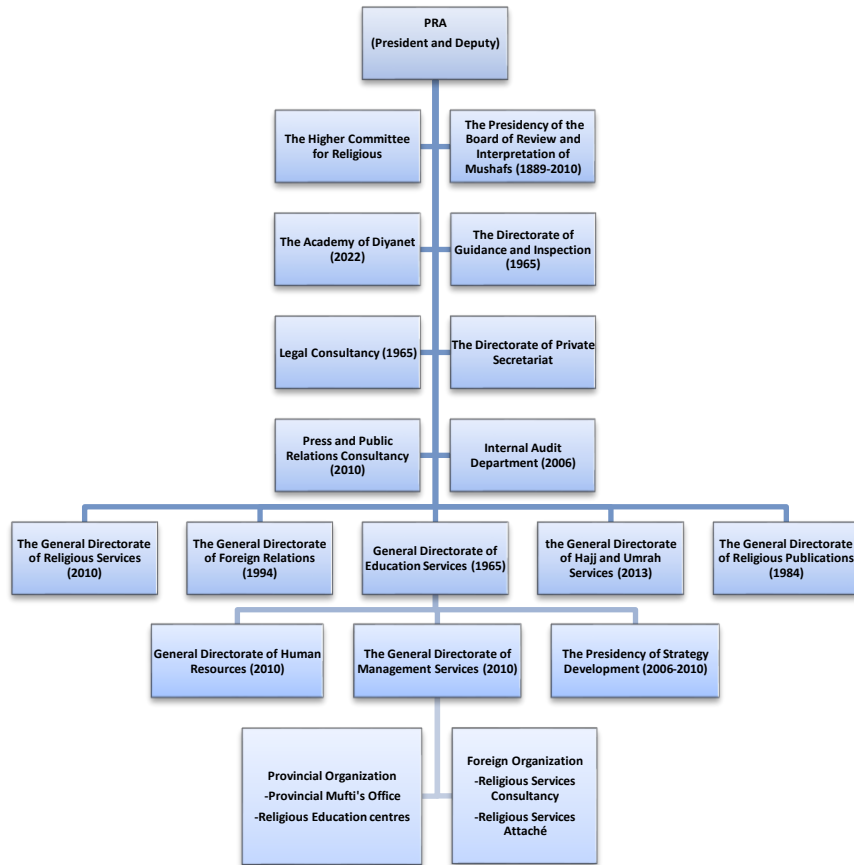 PRA
(President and Deputy)
The Higher Committee
for Religious
The Presidency of the
Board of Review and
Interpretation of
Mushafs (1889-2010)
The Academy of Diyanet
(2022)
The Directorate of
Guidance and Inspection
(1965)
Legal Consultancy (1965)
The Directorate of Private
Secretariat
Press and Public
Relations Consultancy
(2010)
Internal Audit
Department (2006)
The General Directorate
of Religious Services
(2010)
The General Directorate
of Foreign Relations
(1994)
General Directorate of
Education Services (1965)
the General Directorate
of Hajj and Umrah
Services (2013)
The General Directorate
of Religious Publications
(1984)
General Directorate of Human
Resources (2010)
The General Directorate of
Management Services (2010)
The Presidency of Strategy
Development (2006-2010)
Provincial Organization
-Provincial Mufti's Office
-Religious Education centres
Foreign Organization
-Religious Services
Consultancy
-Religious Services
Attaché